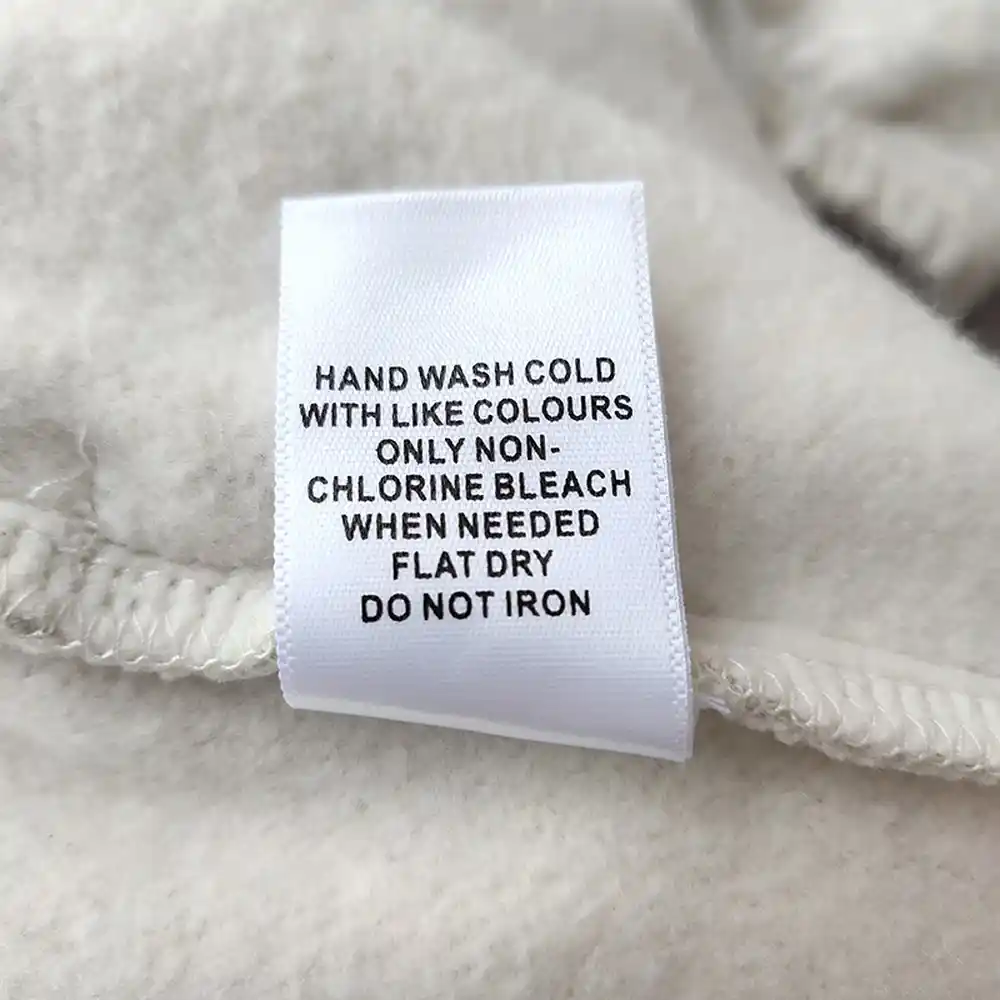 HAND WASH COLD
WITH LIKE COLOURS
ONLY NON-
CHLORINE BLEACH
WHEN NEEDED
FLAT DRY
DO NOT IRON